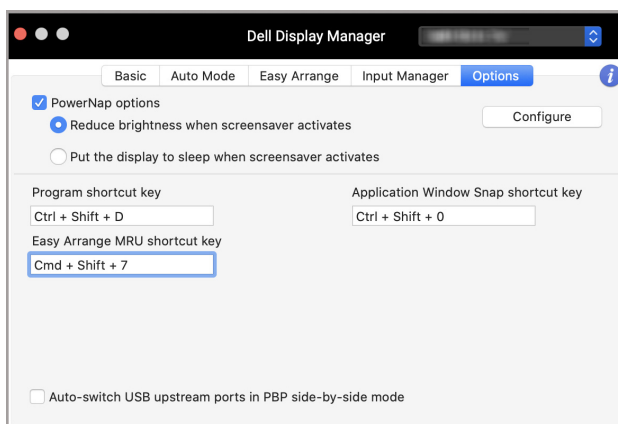 Dell Display Manager
Basic Auto Mode Easy Arrange Input Manager Options i
PowerNap options
Configure
Reduce brightness when screensaver activates
Put the display to sleep when screensaver activates
Program shortcut key
Application Window Snap shortcut key
Ctrl + Shift + D
Ctrl + Shift + 0
Easy Arrange MRU shortcut key
Cmd + Shift + 7
Auto-switch USB upstream ports in PBP side-by-side mode